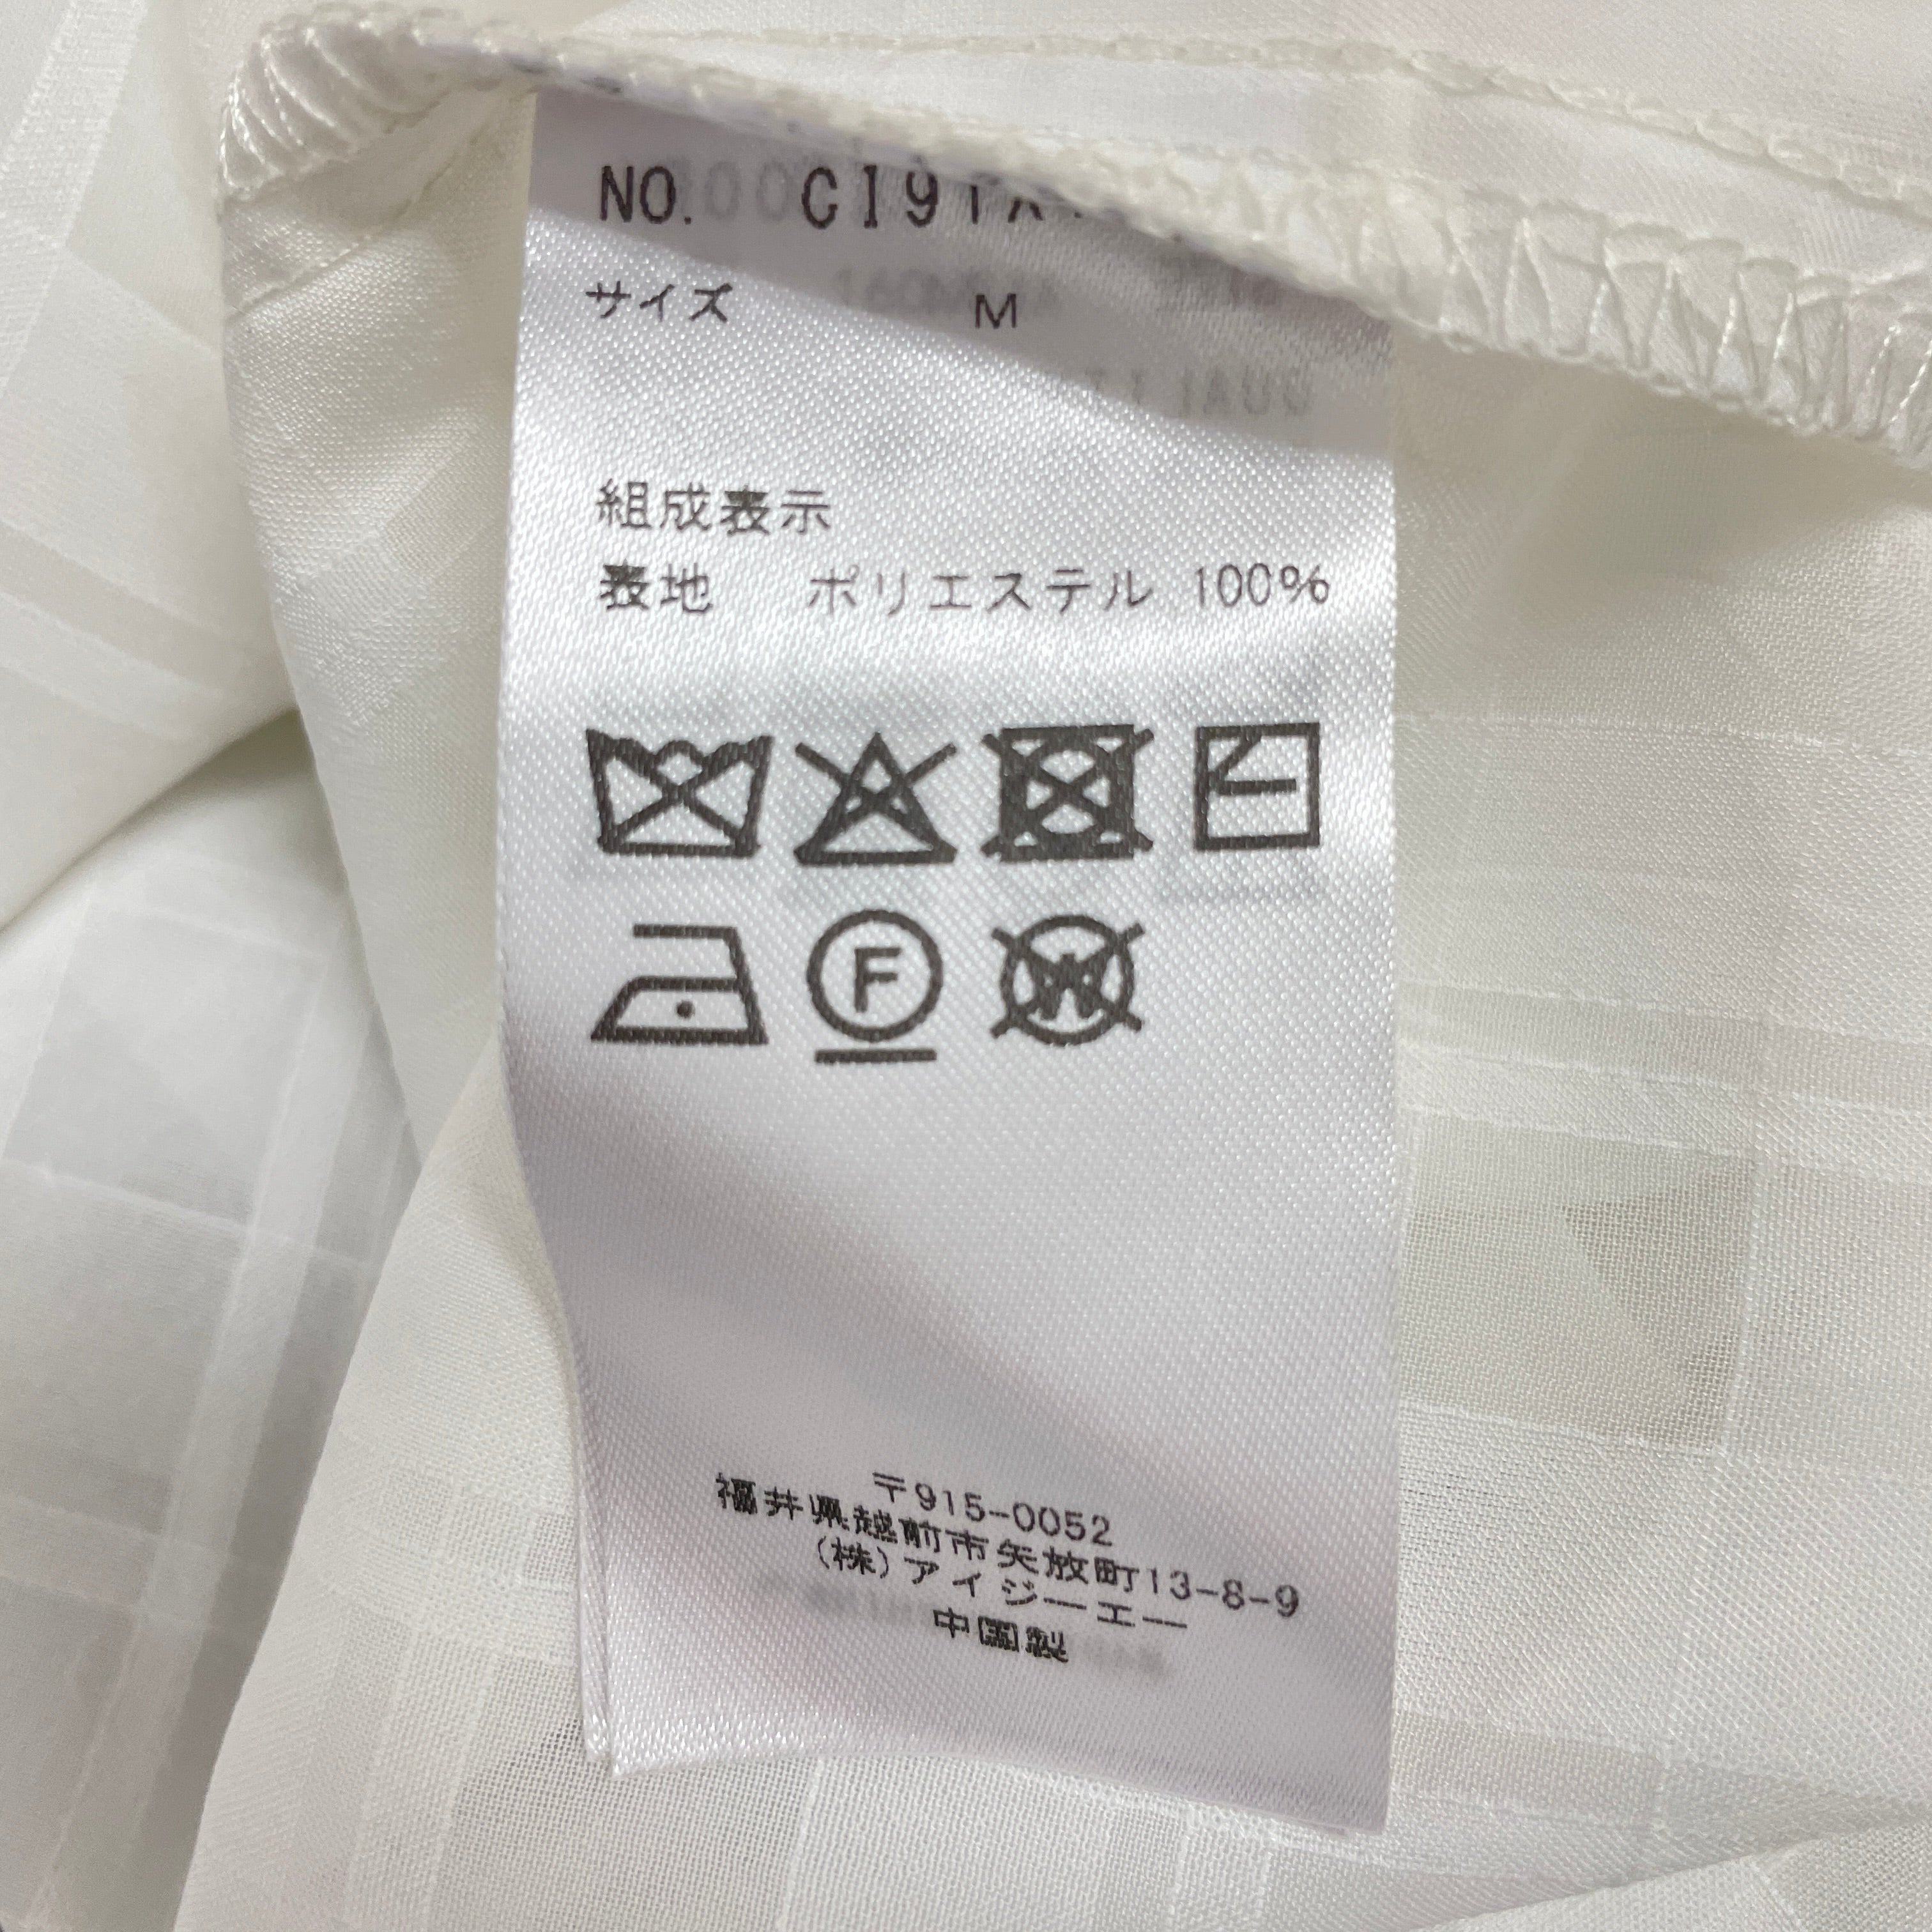 NO. CI91
サイズ M
組成表示
表地 ポリエステル 100%
F
W
〒915-0052
福井県越前市矢放町13-8-9
(株)アイジーエー
中国製